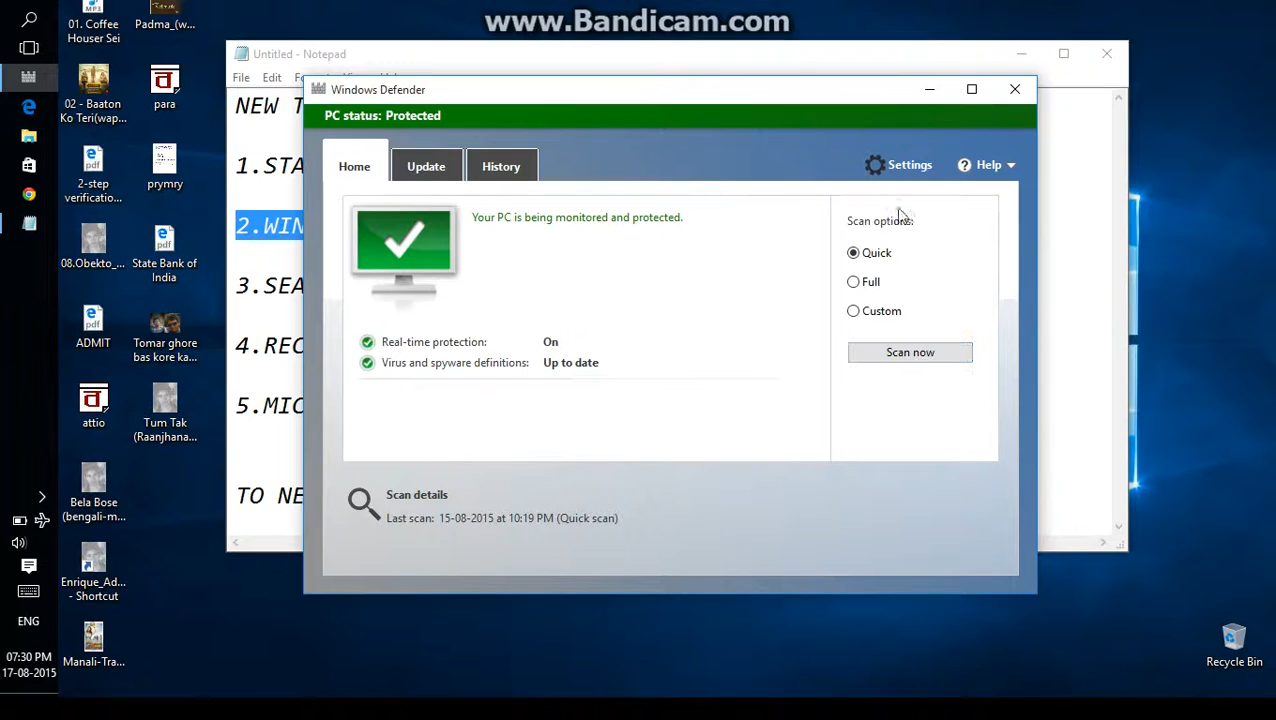 www.Bandicam.com
01. Coffee
Houser Sei
Padma_(w...
02 - Baaton
Ko Teri(wap...
para
2-step
verificatio...
prymry
08.Obekto_...
State Bank of
India
ADMIT
Tomar ghore
bas kore ka...
attio
Tum Tak
(Raanjhana...
Bela Bose
(bengali-m...
Enrique_Ad...
- Shortcut
Manali-Tra...
ENG
07:30 PM
17-08-2015
Recycle Bin
Untitled - Notepad
File Edit
NEW T
1.STA
2.WIN
3.SEA
4.REC
5.MIC
TO NE
Windows Defender
PC status: Protected
Home Update History Settings Help
Your PC is being monitored and protected.
Real-time protection: On
Virus and spyware definitions: Up to date
Scan options:
Quick
Full
Custom
Scan now
Scan details
Last scan: 15-08-2015 at 10:19 PM (Quick scan)